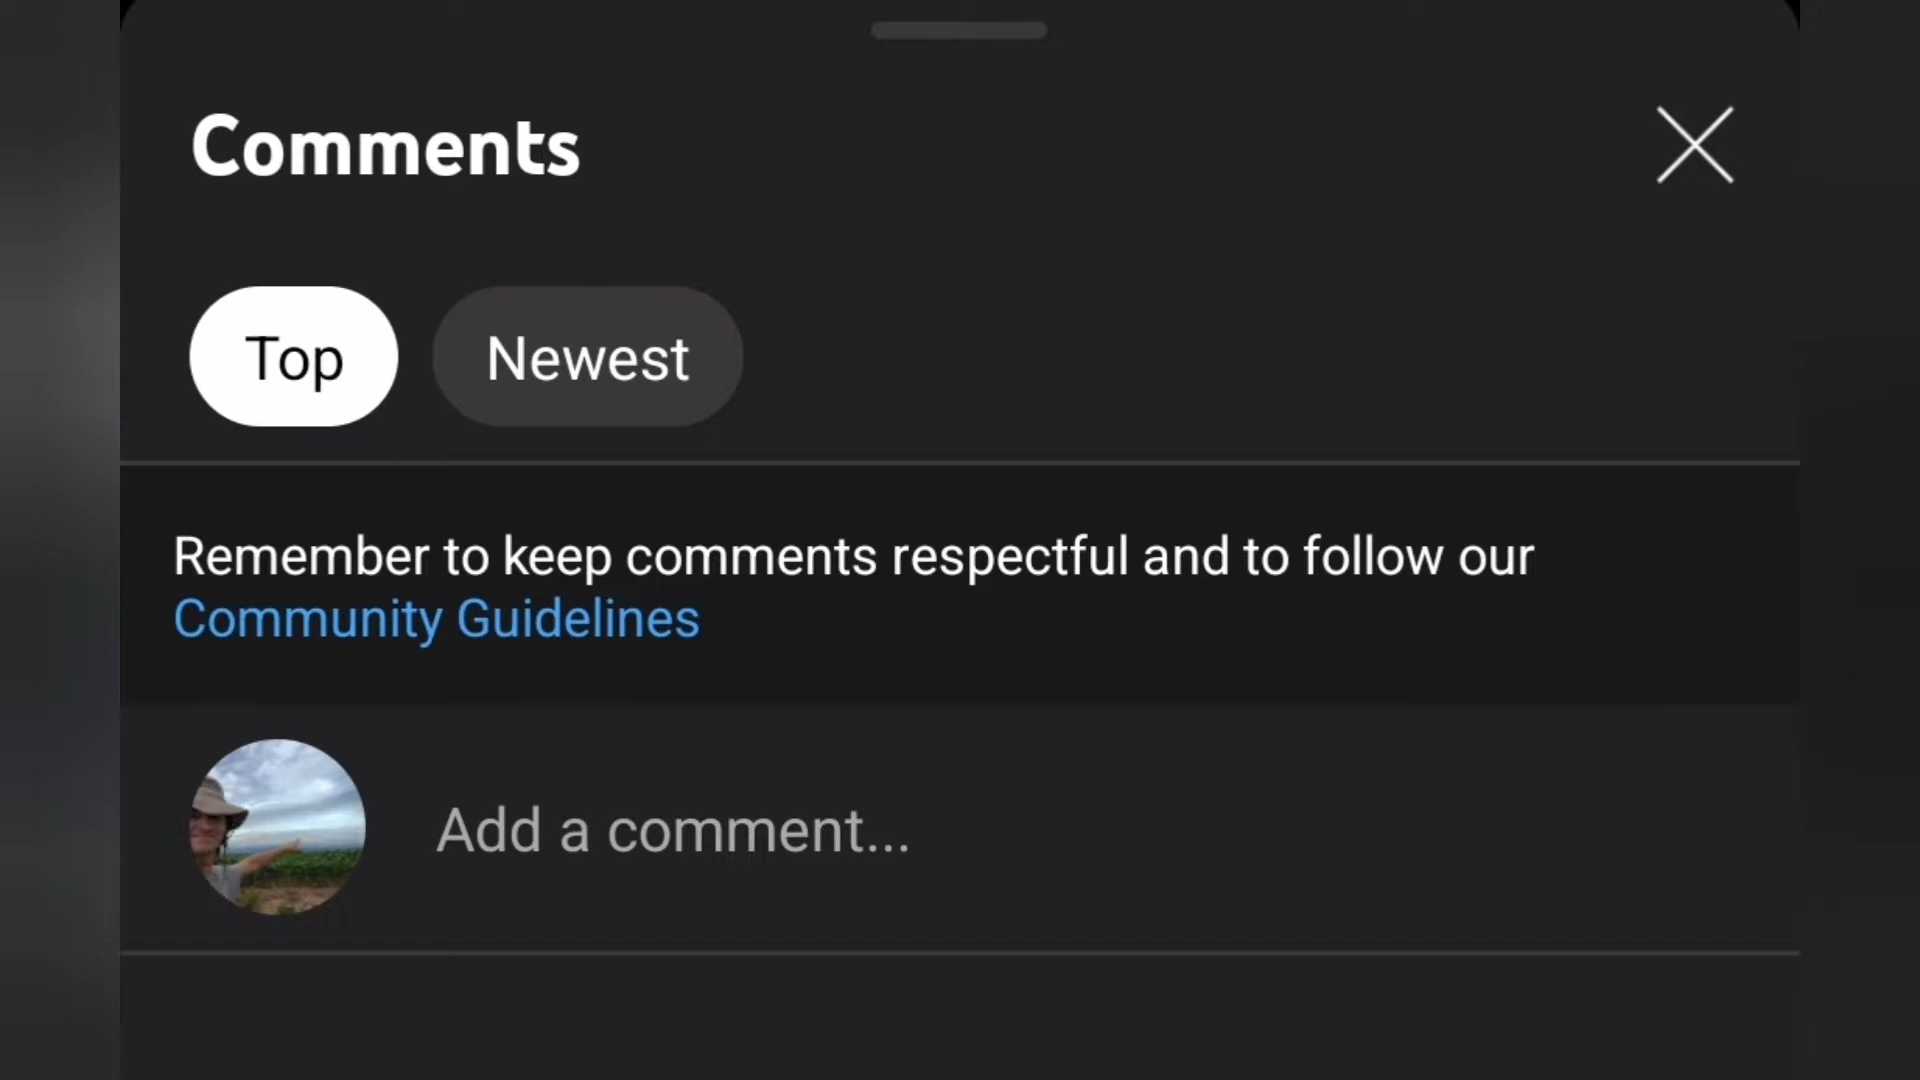 Comments
Top
Newest
Remember to keep comments respectful and to follow our
Community Guidelines
Add a comment...